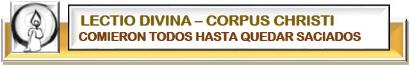 LECTIO DIVINA – CORPUS CHRISTI
COMIERON TODOS HASTA QUEDAR SACIADOS